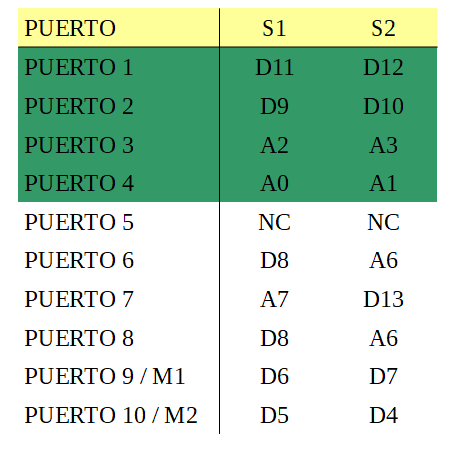 PUERTO S1 S2
PUERTO 1 D11 D12
PUERTO 2 D9 D10
PUERTO 3 A2 A3
PUERTO 4 A0 A1
PUERTO 5 NC NC
PUERTO 6 D8 A6
PUERTO 7 A7 D13
PUERTO 8 D8 A6
PUERTO 9 / M1 D6 D7
PUERTO 10 / M2 D5 D4